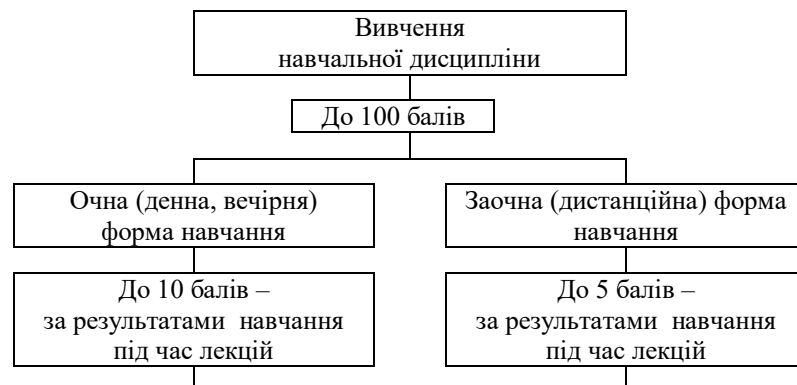 Вивчення
навчальної дисципліни
До 100 балів
Очна (денна, вечірня)
форма навчання
Заочна (дистанційна) форма
навчання
До 10 балів –
за результатами навчання
під час лекцій
До 5 балів –
за результатами навчання
під час лекцій